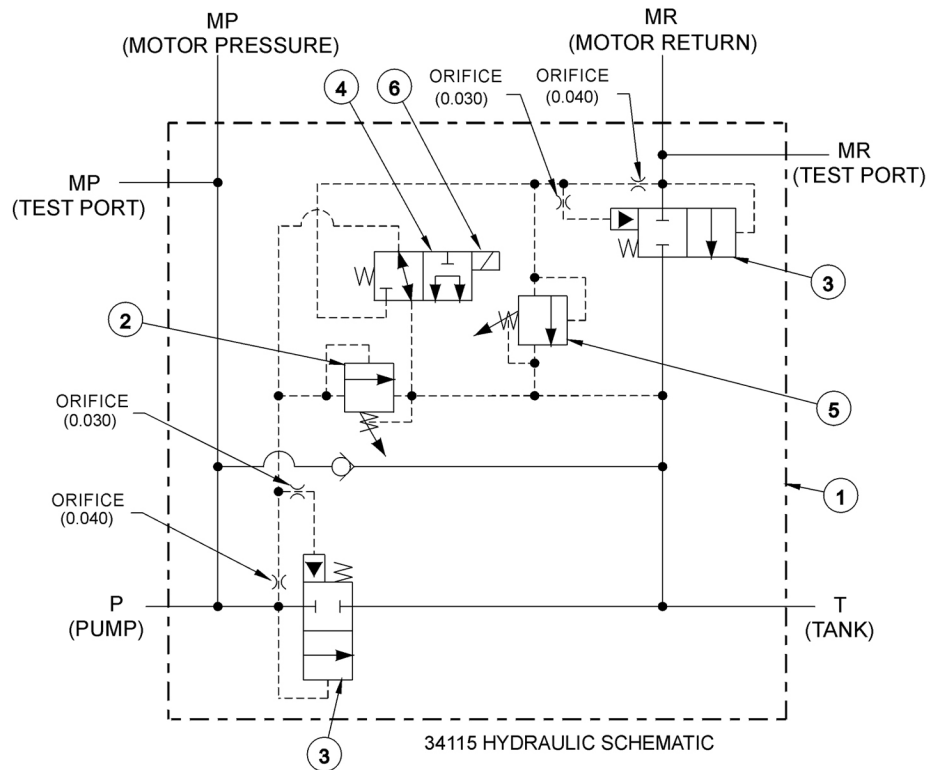 MP
(MOTOR PRESSURE)
MR
(MOTOR RETURN)
4
6
ORIFICE
(0.030)
ORIFICE
(0.040)
MR
(TEST PORT)
MP
(TEST PORT)
3
2
5
ORIFICE
(0.030)
1
ORIFICE
(0.040)
P
(PUMP)
T
(TANK)
34115 HYDRAULIC SCHEMATIC
3